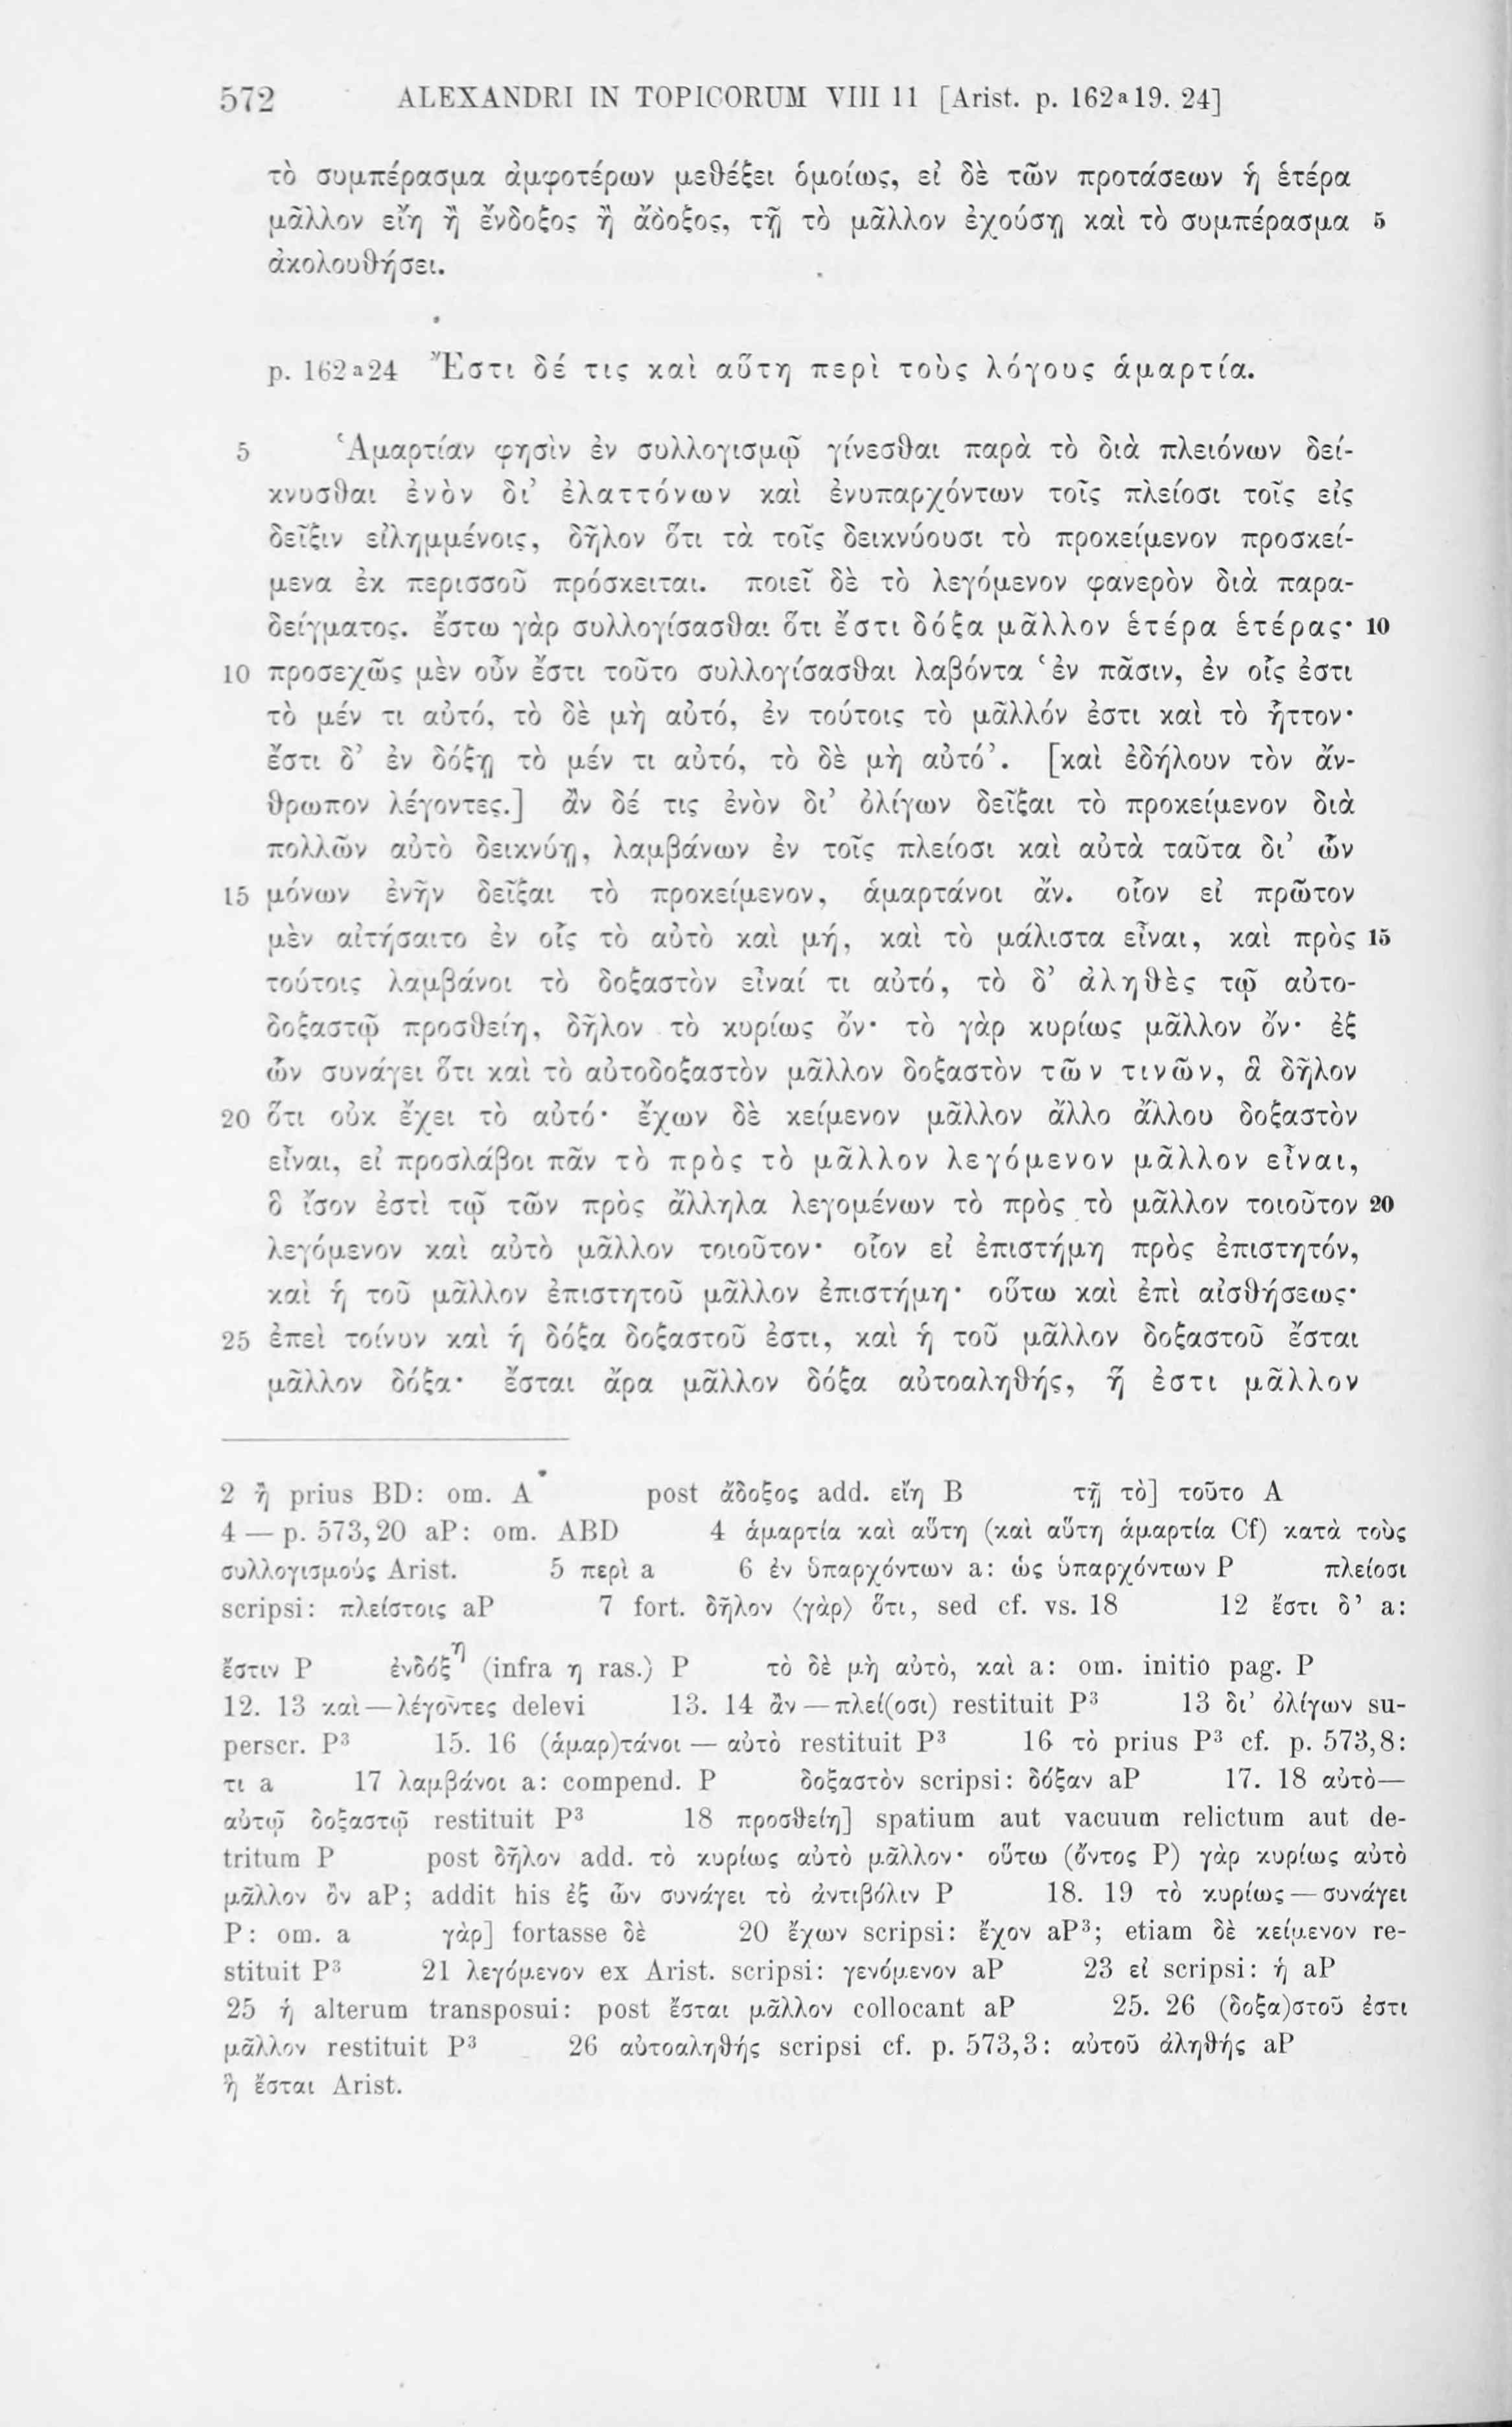 572 ALEXANDRI IN TOPICORUM VIII 11 [Arist. p. 162ᵃ19. 24]
τὸ συμπέρασμα ἀμφοτέρων μεθέξει ὁμοίως, εἰ δὲ τῶν προτάσεων ἡ ἑτέρα
μᾶλλον εἴη ἢ ἔνδοξος ἢ ἄδοξος, τῇ τὸ μᾶλλον ἐχούσῃ καὶ τὸ συμπέρασμα 5
ἀκολουθήσει.
p. 162ᵃ24 Ἔστι δέ τις καὶ αὕτη περὶ τοὺς λόγους ἁμαρτία.
5 Ἁμαρτίαν φησὶν ἐν συλλογισμῷ γίνεσθαι παρὰ τὸ διὰ πλειόνων δεί-
κνυσθαι ἐνὸν δι’ ἐλαττόνων καὶ ἐνυπαρχόντων τοῖς πλείοσι τοῖς εἰς
δεῖξιν εἰλημμένοις, δῆλον ὅτι τὰ τοῖς δεικνύουσι τὸ προκείμενον προσκεί-
μενα ἐκ περισσοῦ πρόσκειται. ποιεῖ δὲ τὸ λεγόμενον φανερὸν διὰ παρα-
δείγματος. ἔστω γὰρ συλλογίσασθαι ὅτι ἔστι δόξα μᾶλλον ἑτέρα ἑτέρας· 10
10 προσεχῶς μὲν οὖν ἔστι τοῦτο συλλογίσασθαι λαβόντα ‘ἐν πᾶσιν, ἐν οἷς ἐστι
τὸ μέν τι αὐτό, τὸ δὲ μὴ αὐτό, ἐν τούτοις τὸ μᾶλλόν ἐστι καὶ τὸ ἧττον·
ἔστι δ’ ἐν δόξῃ τὸ μέν τι αὐτό, τὸ δὲ μὴ αὐτό’. [καὶ ἐδήλουν τὸν ἄν-
θρωπον λέγοντες.] ἂν δέ τις ἐνὸν δι’ ὀλίγων δεῖξαι τὸ προκείμενον διὰ
πολλῶν αὐτὸ δεικνύῃ, λαμβάνων ἐν τοῖς πλείοσι καὶ αὐτὰ ταῦτα δι’ ὧν
15 μόνων ἐνῆν δεῖξαι τὸ προκείμενον, ἁμαρτάνοι ἄν. οἷον εἰ πρῶτον
μὲν αἰτήσαιτο ἐν οἷς τὸ αὐτὸ καὶ μή, καὶ τὸ μάλιστα εἶναι, καὶ πρὸς 15
τούτοις λαμβάνοι τὸ δοξαστὸν εἶναί τι αὐτό, τὸ δ’ ἀληθὲς τῷ αὐτο-
δοξαστῷ προσθείη, δῆλον τὸ κυρίως ὄν· τὸ γὰρ κυρίως μᾶλλον ὄν· ἐξ
ὧν συνάγει ὅτι καὶ τὸ αὐτοδοξαστὸν μᾶλλον δοξαστὸν τῶν τινῶν, ἃ δῆλον
20 ὅτι οὐκ ἔχει τὸ αὐτό· ἔχων δὲ κείμενον μᾶλλον ἄλλο ἄλλου δοξαστὸν
εἶναι, εἰ προσλάβοι πᾶν τὸ πρὸς τὸ μᾶλλον λεγόμενον μᾶλλον εἶναι,
ὃ ἴσον ἐστὶ τῷ τῶν πρὸς ἄλληλα λεγομένων τὸ πρὸς τὸ μᾶλλον τοιοῦτον 20
λεγόμενον καὶ αὐτὸ μᾶλλον τοιοῦτον· οἷον εἰ ἐπιστήμη πρὸς ἐπιστητόν,
καὶ ἡ τοῦ μᾶλλον ἐπιστητοῦ μᾶλλον ἐπιστήμη· οὕτω καὶ ἐπὶ αἰσθήσεως·
25 ἐπεὶ τοίνυν καὶ ἡ δόξα δοξαστοῦ ἐστι, καὶ ἡ τοῦ μᾶλλον δοξαστοῦ ἔσται
μᾶλλον δόξα· ἔσται ἄρα μᾶλλον δόξα αὐτοαληθής, ἥ ἐστι μᾶλλον
2 ἢ prius BD: om. A post ἄδοξος add. εἴη B τῇ τὸ] τοῦτο A
4 — p. 573,20 aP: om. ABD 4 ἁμαρτία καὶ αὕτη (καὶ αὕτη ἁμαρτία Cf) κατὰ τοὺς
συλλογισμούς Arist. 5 περὶ a 6 ἐν ὑπαρχόντων a: ὡς ὑπαρχόντων P πλείοσι
scripsi: πλείστοις aP 7 fort. δῆλον ⟨γὰρ⟩ ὅτι, sed cf. vs. 18 12 ἔστι δ’ a:
ἔστιν P ἐνδόξη (infra η ras.) P τὸ δὲ μὴ αὐτὸ, καὶ a: om. initio pag. P
12. 13 καὶ — λέγοντες delevi 13. 14 ἂν — πλεί(οσι) restituit P³ 13 δι’ ὀλίγων su-
perscr. P³ 15. 16 (ἁμαρ)τάνοι — αὐτὸ restituit P³ 16 τὸ prius P³ cf. p. 573,8:
τι a 17 λαμβάνοι a: compend. P δοξαστὸν scripsi: δόξαν aP 17. 18 αὐτὸ—
αὐτῷ δοξαστῷ restituit P³ 18 προσθείη] spatium aut vacuum relictum aut de-
tritum P post δῆλον add. τὸ κυρίως αὐτὸ μᾶλλον· οὕτω (ὄντος P) γὰρ κυρίως αὐτὸ
μᾶλλον ὂν aP; addit his ἐξ ὧν συνάγει τὸ ἀντιβόλιν P 18. 19 τὸ κυρίως — συνάγει
P: om. a γὰρ] fortasse δὲ 20 ἔχων scripsi: ἔχον aP³; etiam δὲ κείμενον re-
stituit P³ 21 λεγόμενον ex Arist. scripsi: γενόμενον aP 23 εἰ scripsi: ἡ aP
25 ἡ alterum transposui: post ἔσται μᾶλλον collocant aP 25. 26 (δοξα)στοῦ ἐστι
μᾶλλον restituit P³ 26 αὐτοαληθής scripsi cf. p. 573,3: αὐτοῦ ἀληθής aP
ἢ ἔσται Arist.